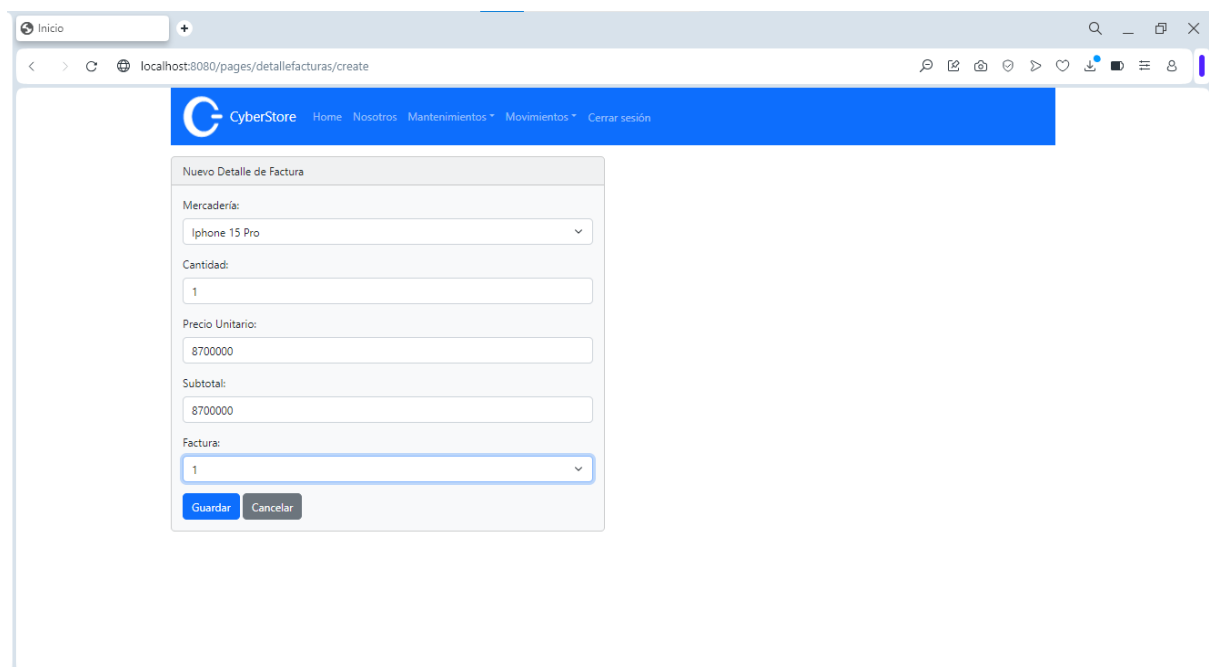 Inicio
localhost:8080/pages/detallefacturas/create
CyberStore Home Nosotros Mantenimientos Movimientos Cerrar sesión
Nuevo Detalle de Factura
Mercadería:
Iphone 15 Pro
Cantidad:
1
Precio Unitario:
8700000
Subtotal:
8700000
Factura:
1
Guardar Cancelar